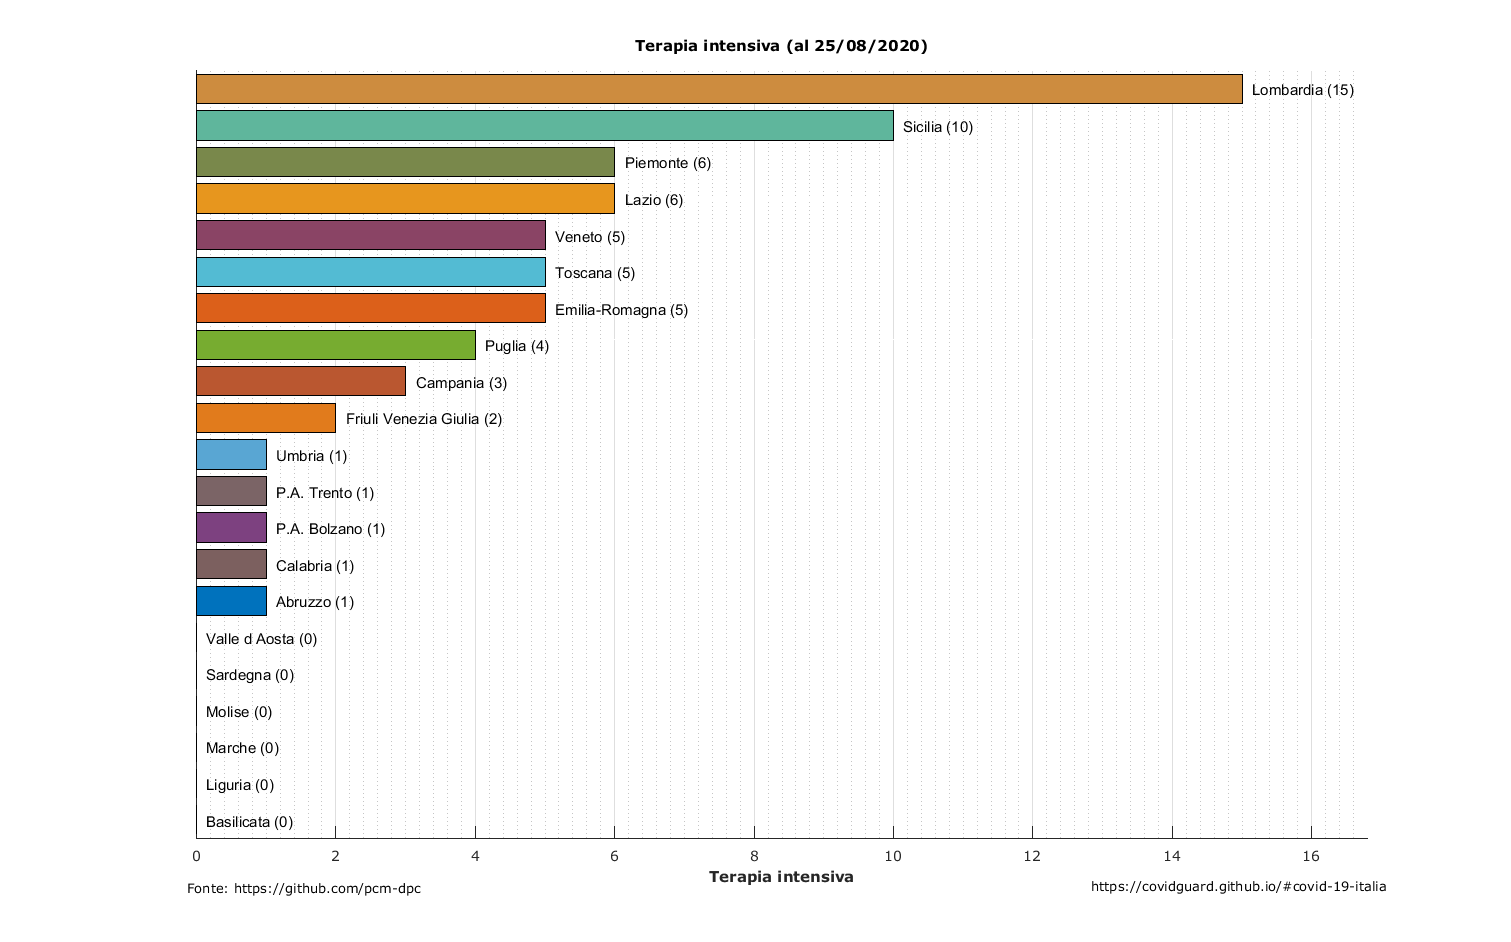 Terapia intensiva (al 25/08/2020)
Lombardia (15)
Sicilia (10)
Piemonte (6)
Lazio (6)
Veneto (5)
Toscana (5)
Emilia-Romagna (5)
Puglia (4)
Campania (3)
Friuli Venezia Giulia (2)
Umbria (1)
P.A. Trento (1)
P.A. Bolzano (1)
Calabria (1)
Abruzzo (1)
Valle d Aosta (0)
Sardegna (0)
Molise (0)
Marche (0)
Liguria (0)
Basilicata (0)
0 2 4 6 8 10 12 14 16
Terapia intensiva
Fonte: https://github.com/pcm-dpc
https://covidguard.github.io/#covid-19-italia